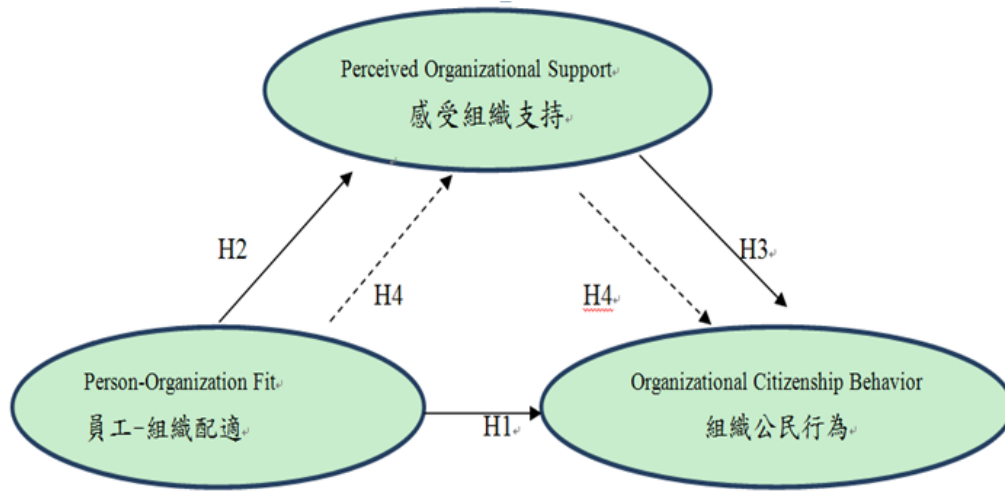 Perceived Organizational Support
感受組織支持
H2
H4
H4
H3
Person-Organization Fit
員工-組織配適
H1
Organizational Citizenship Behavior
組織公民行為